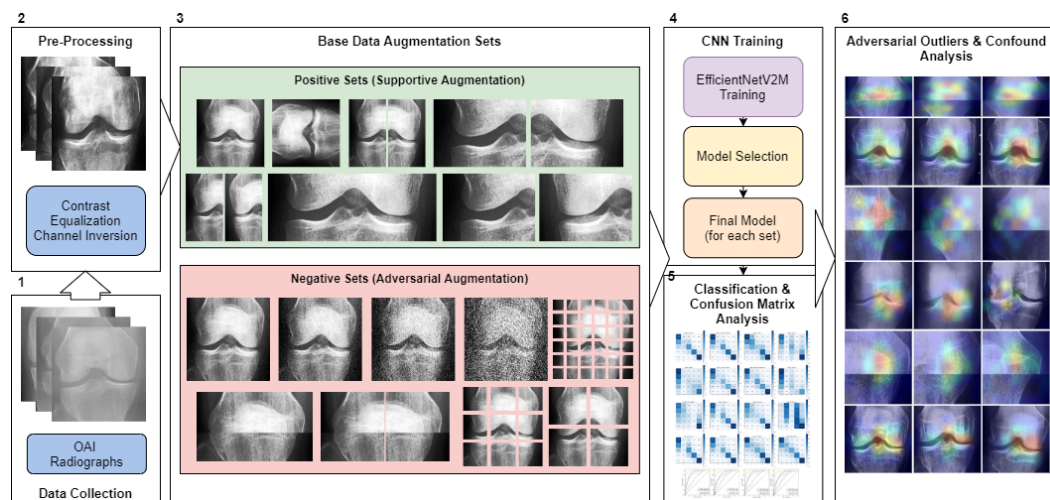 1
OAI
Radiographs
Data Collection
2
Pre-Processing
Contrast
Equalization
Channel Inversion
3
Base Data Augmentation Sets
Positive Sets (Supportive Augmentation)
Negative Sets (Adversarial Augmentation)
4
CNN Training
EfficientNetV2M
Training
Model Selection
Final Model
(for each set)
5
Classification &
Confusion Matrix
Analysis
6
Adversarial Outliers & Confound
Analysis